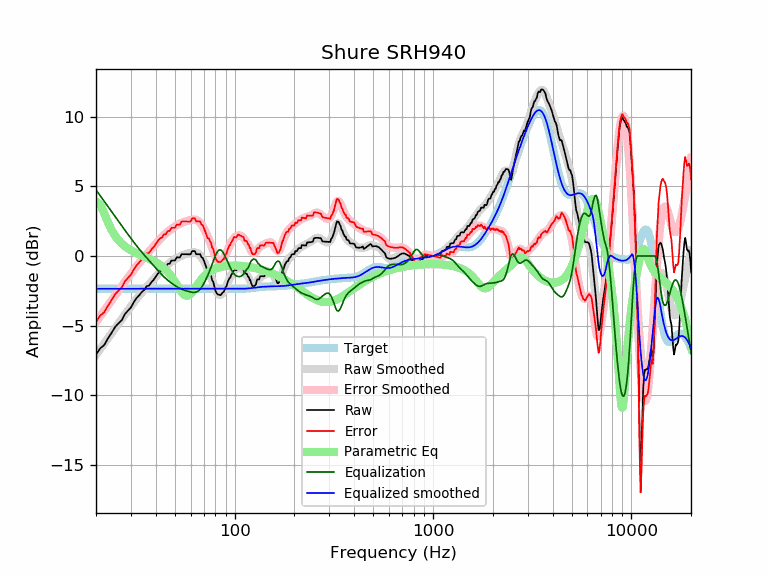 Shure SRH940
10
5
0
−5
−10
−15
Amplitude (dBr)
Target
Raw Smoothed
Error Smoothed
Raw
Error
Parametric Eq
Equalization
Equalized smoothed
100
1000
10000
Frequency (Hz)